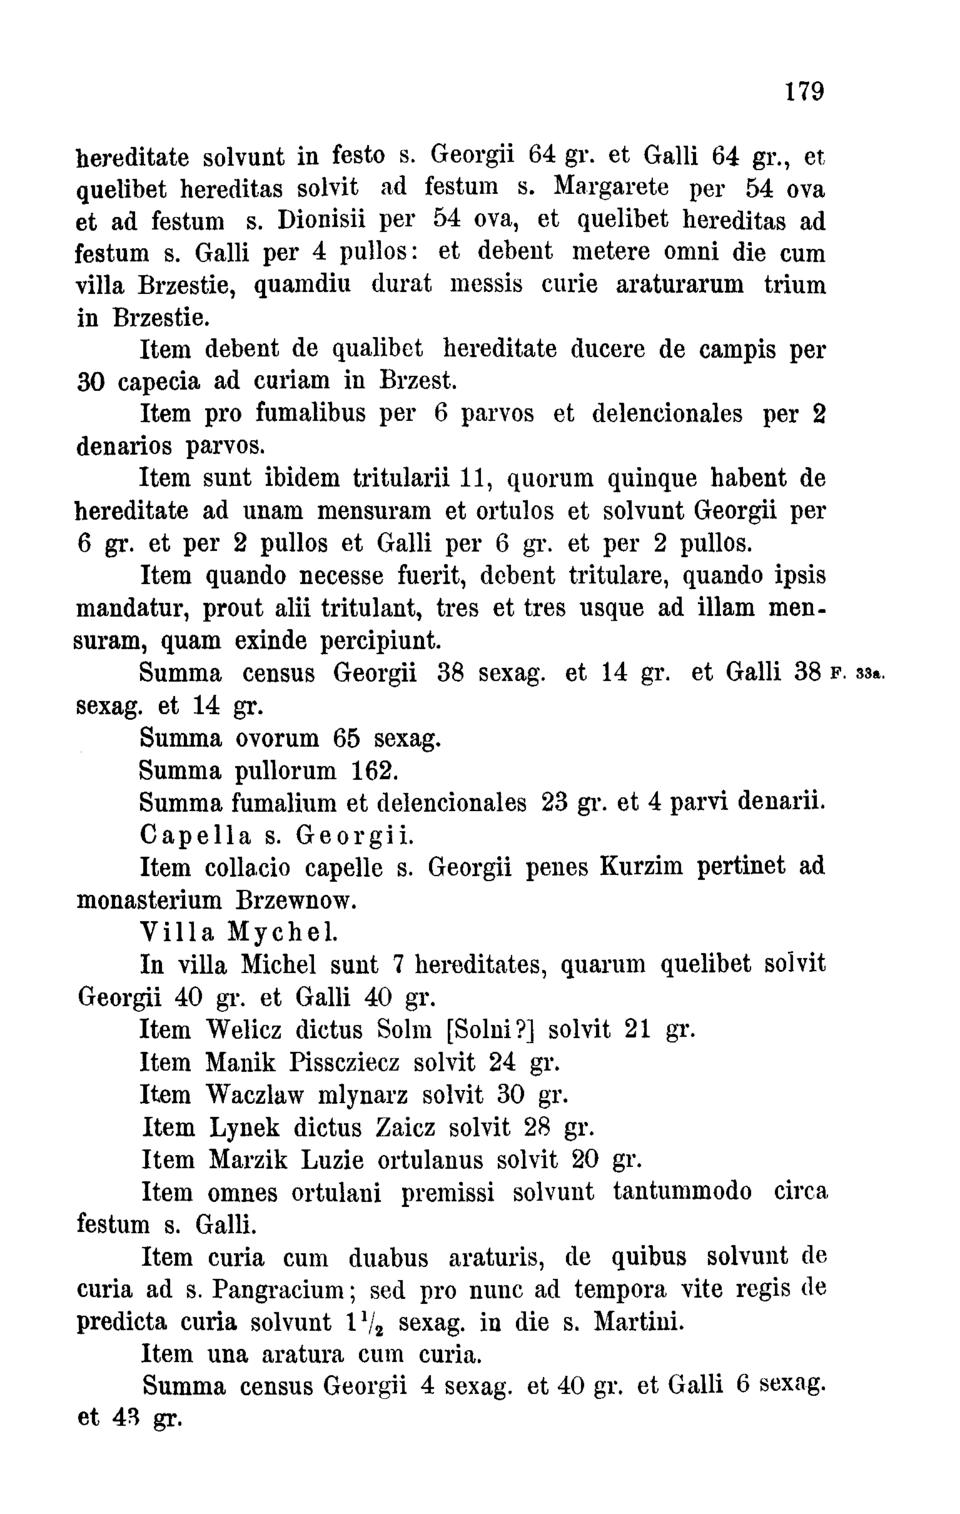 179
hereditate solvunt in festo s. Georgii 64 gr. et Galli 64 gr., et
quelibet hereditas solvit ad festum s. Margarete per 54 ova
et ad festum s. Dionisii per 54 ova, et quelibet hereditas ad
festum s. Galli per 4 pullos: et debent metere omni die cum
villa Brzestie, quamdiu durat messis curie araturarum trium
in Brzestie.
Item debent de qualibet hereditate ducere de campis per
30 capecia ad curiam in Brzest.
Item pro fumalibus per 6 parvos et delencionales per 2
denarios parvos.
Item sunt ibidem tritularii 11, quorum quinque habent de
hereditate ad unam mensuram et ortulos et solvunt Georgii per
6 gr. et per 2 pullos et Galli per 6 gr. et per 2 pullos.
Item quando necesse fuerit, debent tritulare, quando ipsis
mandatur, prout alii tritulant, tres et tres usque ad illam men-
suram, quam exinde percipiunt.
Summa census Georgii 38 sexag. et 14 gr. et Galli 38 F. 33a.
sexag. et 14 gr.
Summa ovorum 65 sexag.
Summa pullorum 162.
Summa fumalium et delencionales 23 gr. et 4 parvi denarii.
Capella s. Georgii.
Item collacio capelle s. Georgii penes Kurzim pertinet ad
monasterium Brzewnow.
Villa Mychel.
In villa Michel sunt 7 hereditates, quarum quelibet solvit
Georgii 40 gr. et Galli 40 gr.
Item Welicz dictus Solm [Solni?] solvit 21 gr.
Item Manik Pisscziecz solvit 24 gr.
Item Waczlaw mlynarz solvit 30 gr.
Item Lynek dictus Zaicz solvit 28 gr.
Item Marzik Luzie ortulanus solvit 20 gr.
Item omnes ortulani premissi solvunt tantummodo circa
festum s. Galli.
Item curia cum duabus araturis, de quibus solvunt de
curia ad s. Pangracium; sed pro nunc ad tempora vite regis de
predicta curia solvunt 1 1/2 sexag. in die s. Martini.
Item una aratura cum curia.
Summa census Georgii 4 sexag. et 40 gr. et Galli 6 sexag.
et 43 gr.